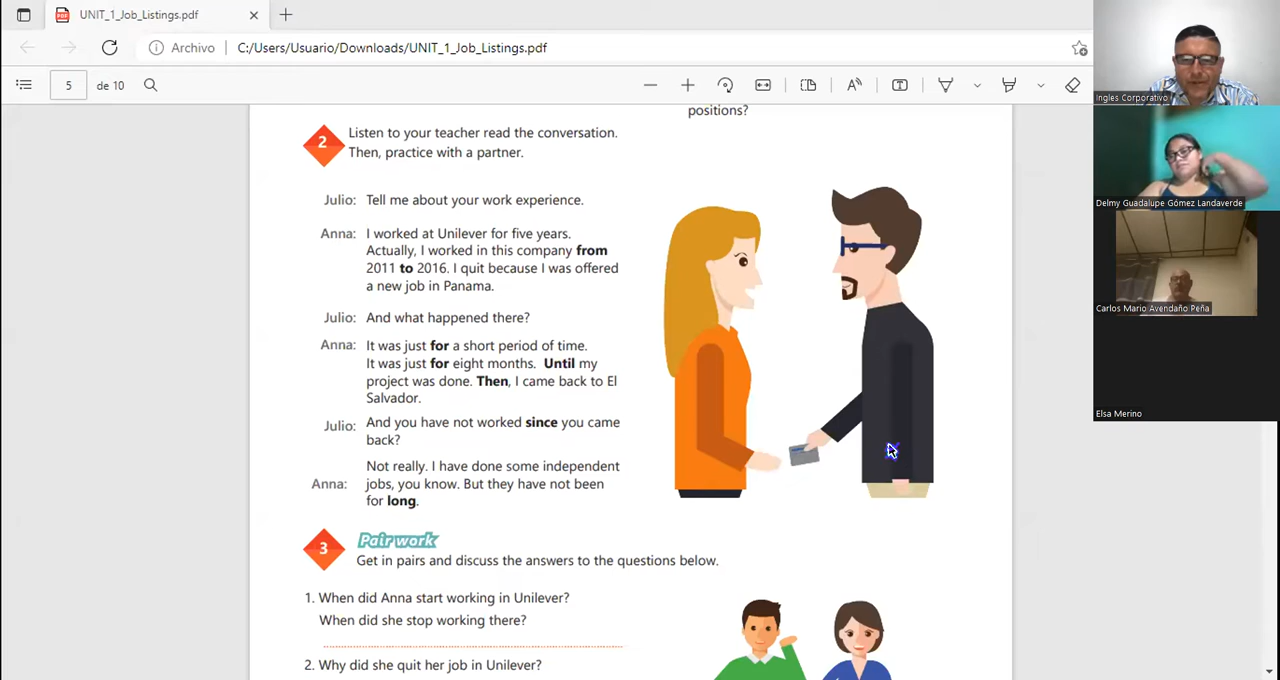 UNIT_1_Job_Listings.pdf
Archivo
C:/Users/Usuario/Downloads/UNIT_1_Job_Listings.pdf
5
de 10
positions?
2
Listen to your teacher read the conversation.
Then, practice with a partner.
Julio: Tell me about your work experience.
Anna: I worked at Unilever for five years.
Actually, I worked in this company from
2011 to 2016. I quit because I was offered
a new job in Panama.
Julio: And what happened there?
Anna: It was just for a short period of time.
It was just for eight months. Until my
project was done. Then, I came back to El
Salvador.
Julio: And you have not worked since you came
back?
Not really. I have done some independent
Anna: jobs, you know. But they have not been
for long.
3
Pair work
Get in pairs and discuss the answers to the questions below.
1. When did Anna start working in Unilever?
When did she stop working there?
2. Why did she quit her job in Unilever?
Ingles Corporativo
Delmy Guadalupe Gómez Landaverde
Carlos Mario Avendaño Peña
Elsa Merino